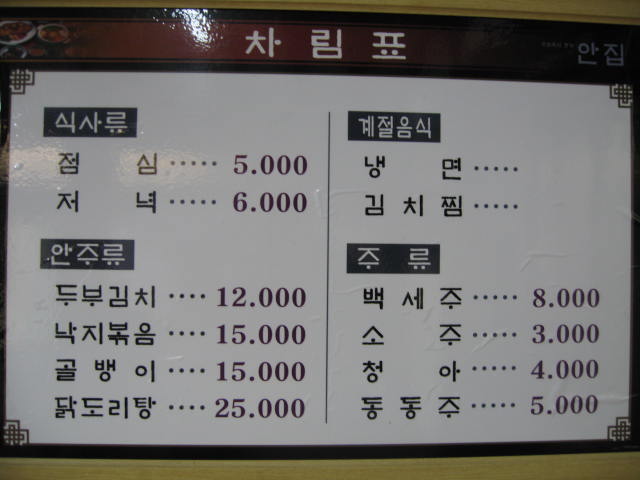 차림표
안집
식사류
점 심 ····· 5.000
저 녁 ····· 6.000
안주류
두부김치 ···· 12.000
낙지볶음 ···· 15.000
골 뱅 이 ···· 15.000
닭도리탕 ···· 25.000
계절음식
냉 면 ·····
김 치 찜 ·····
주 류
백 세 주 ····· 8.000
소 주 ····· 3.000
청 아 ····· 4.000
동 동 주 ····· 5.000